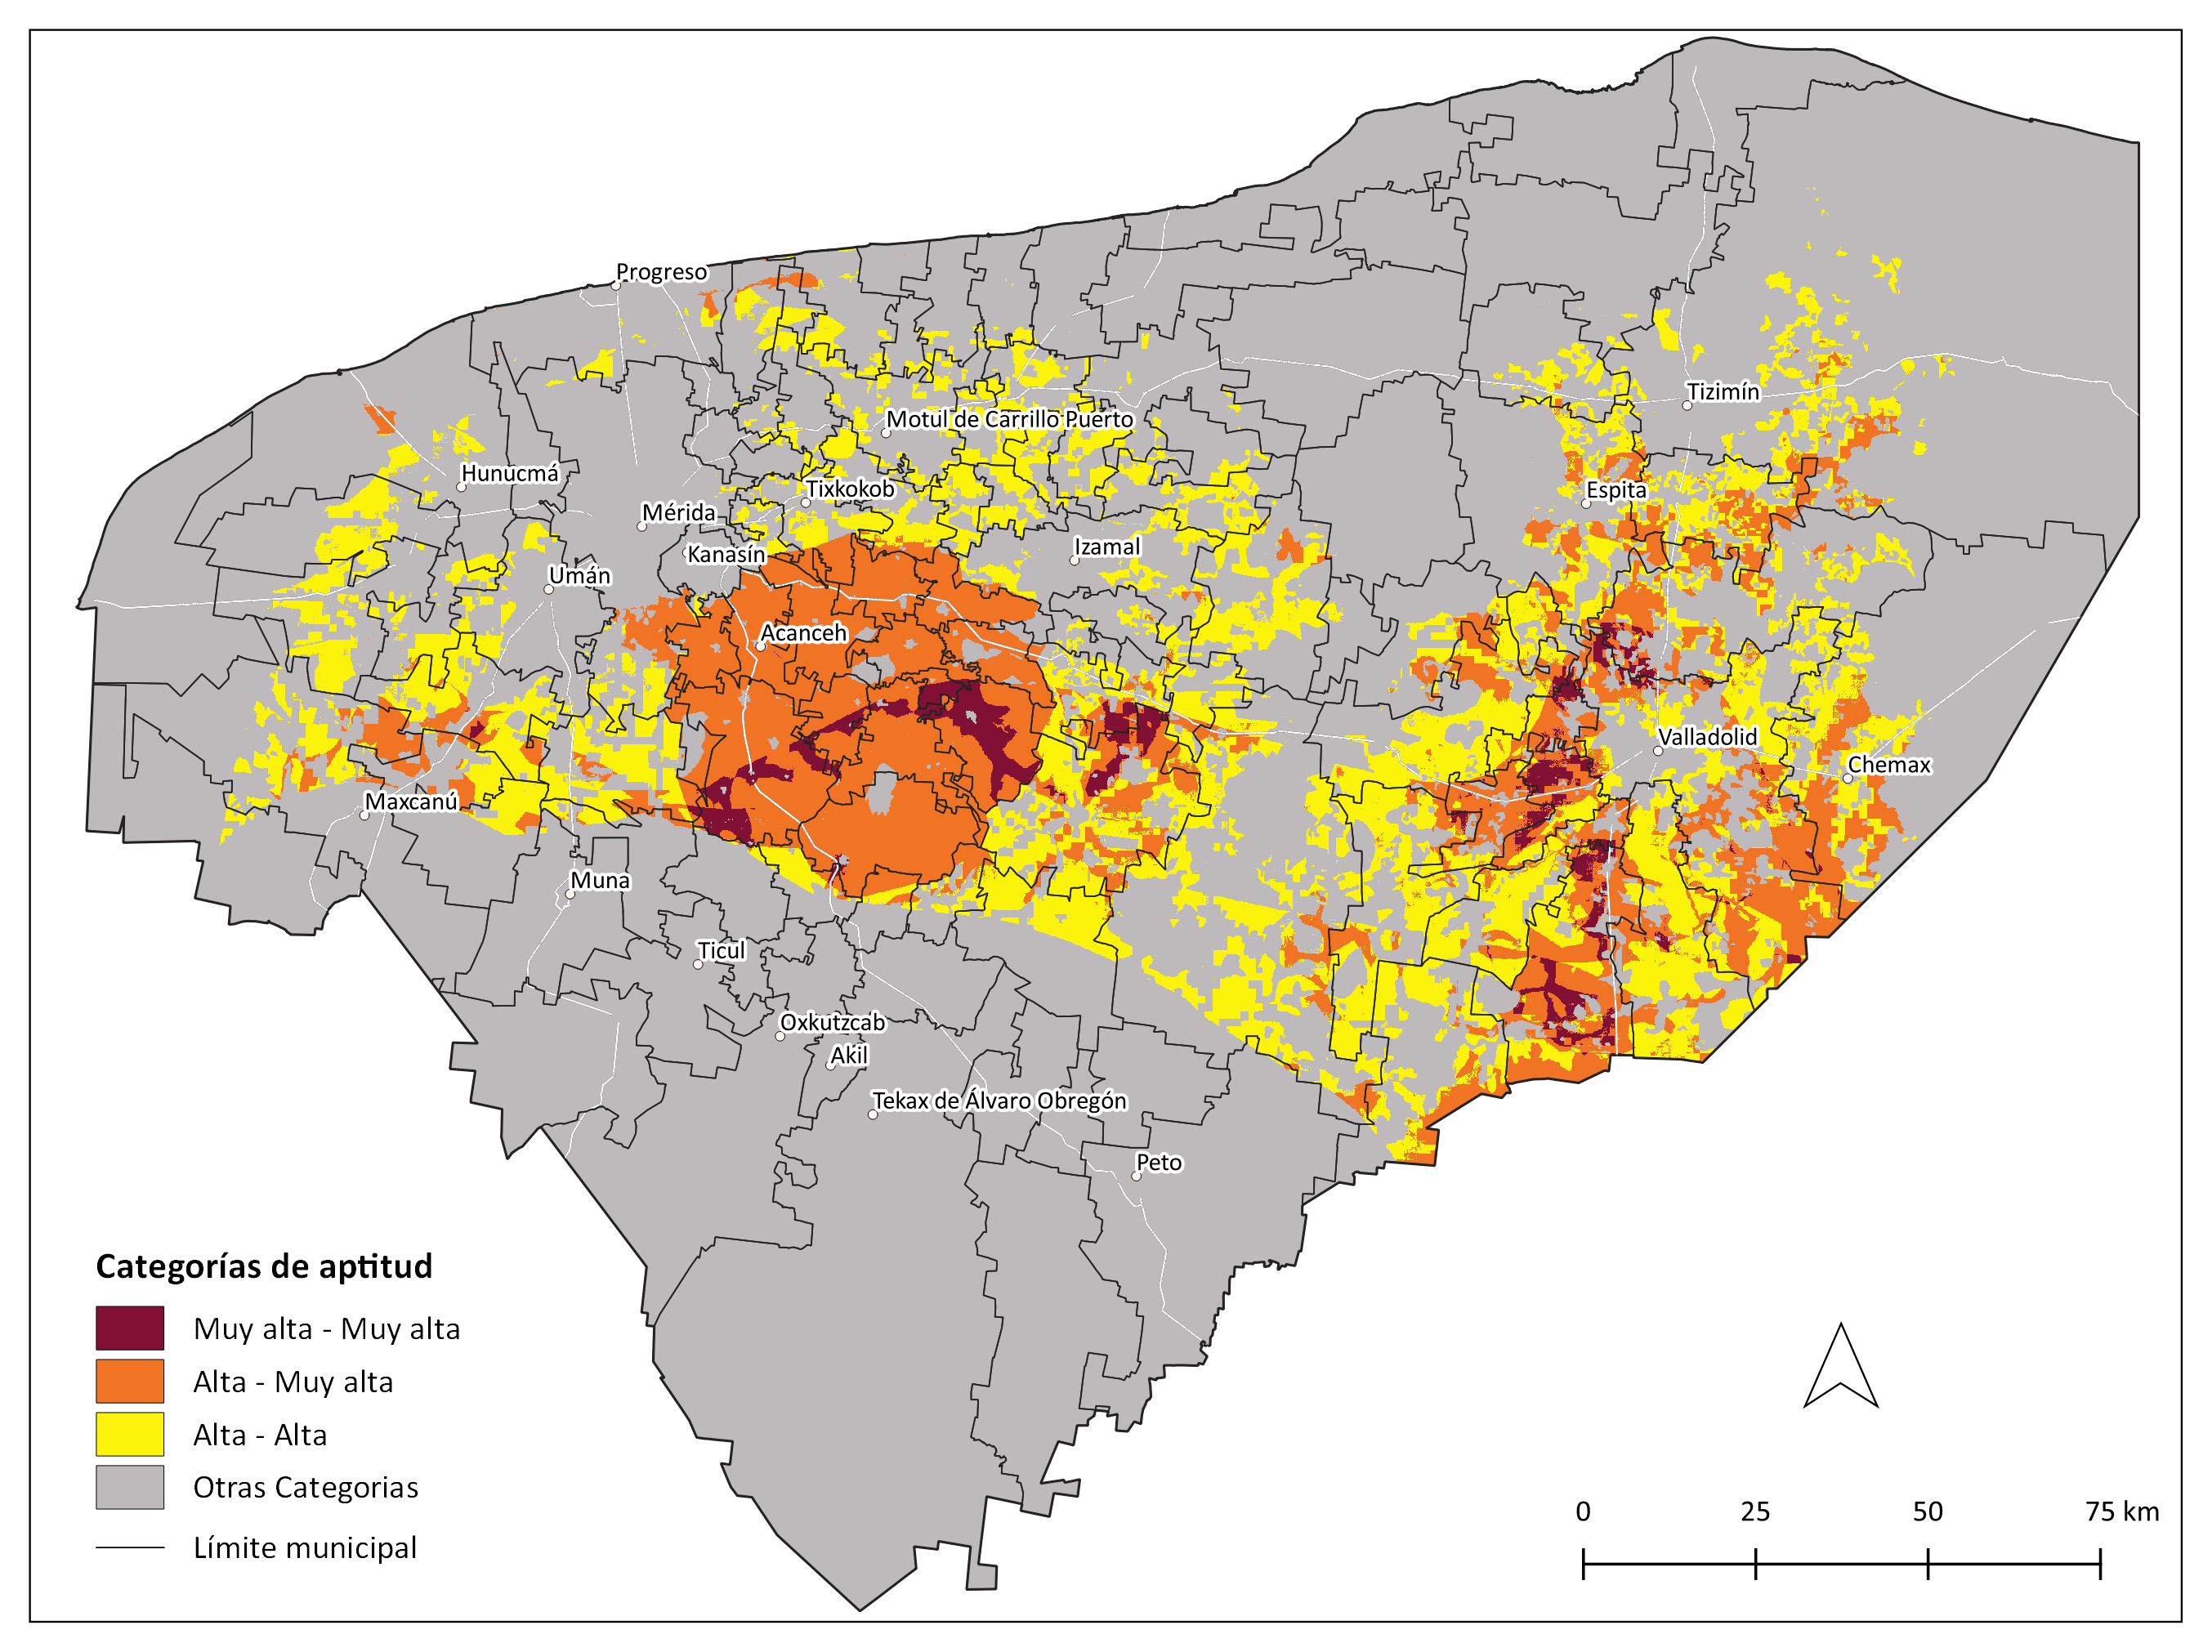 Progreso
Tizimín
Motul de Carrillo Puerto
Hunucmá
Tixkokob
Espita
Mérida
Kanasín
Izamal
Umán
Acanceh
Valladolid
Chemax
Maxcanú
Muna
Ticul
Oxkutzcab
Akil
Tekax de Álvaro Obregón
Peto
Categorías de aptitud
Muy alta - Muy alta
Alta - Muy alta
Alta - Alta
Otras Categorias
Límite municipal
0 25 50 75 km